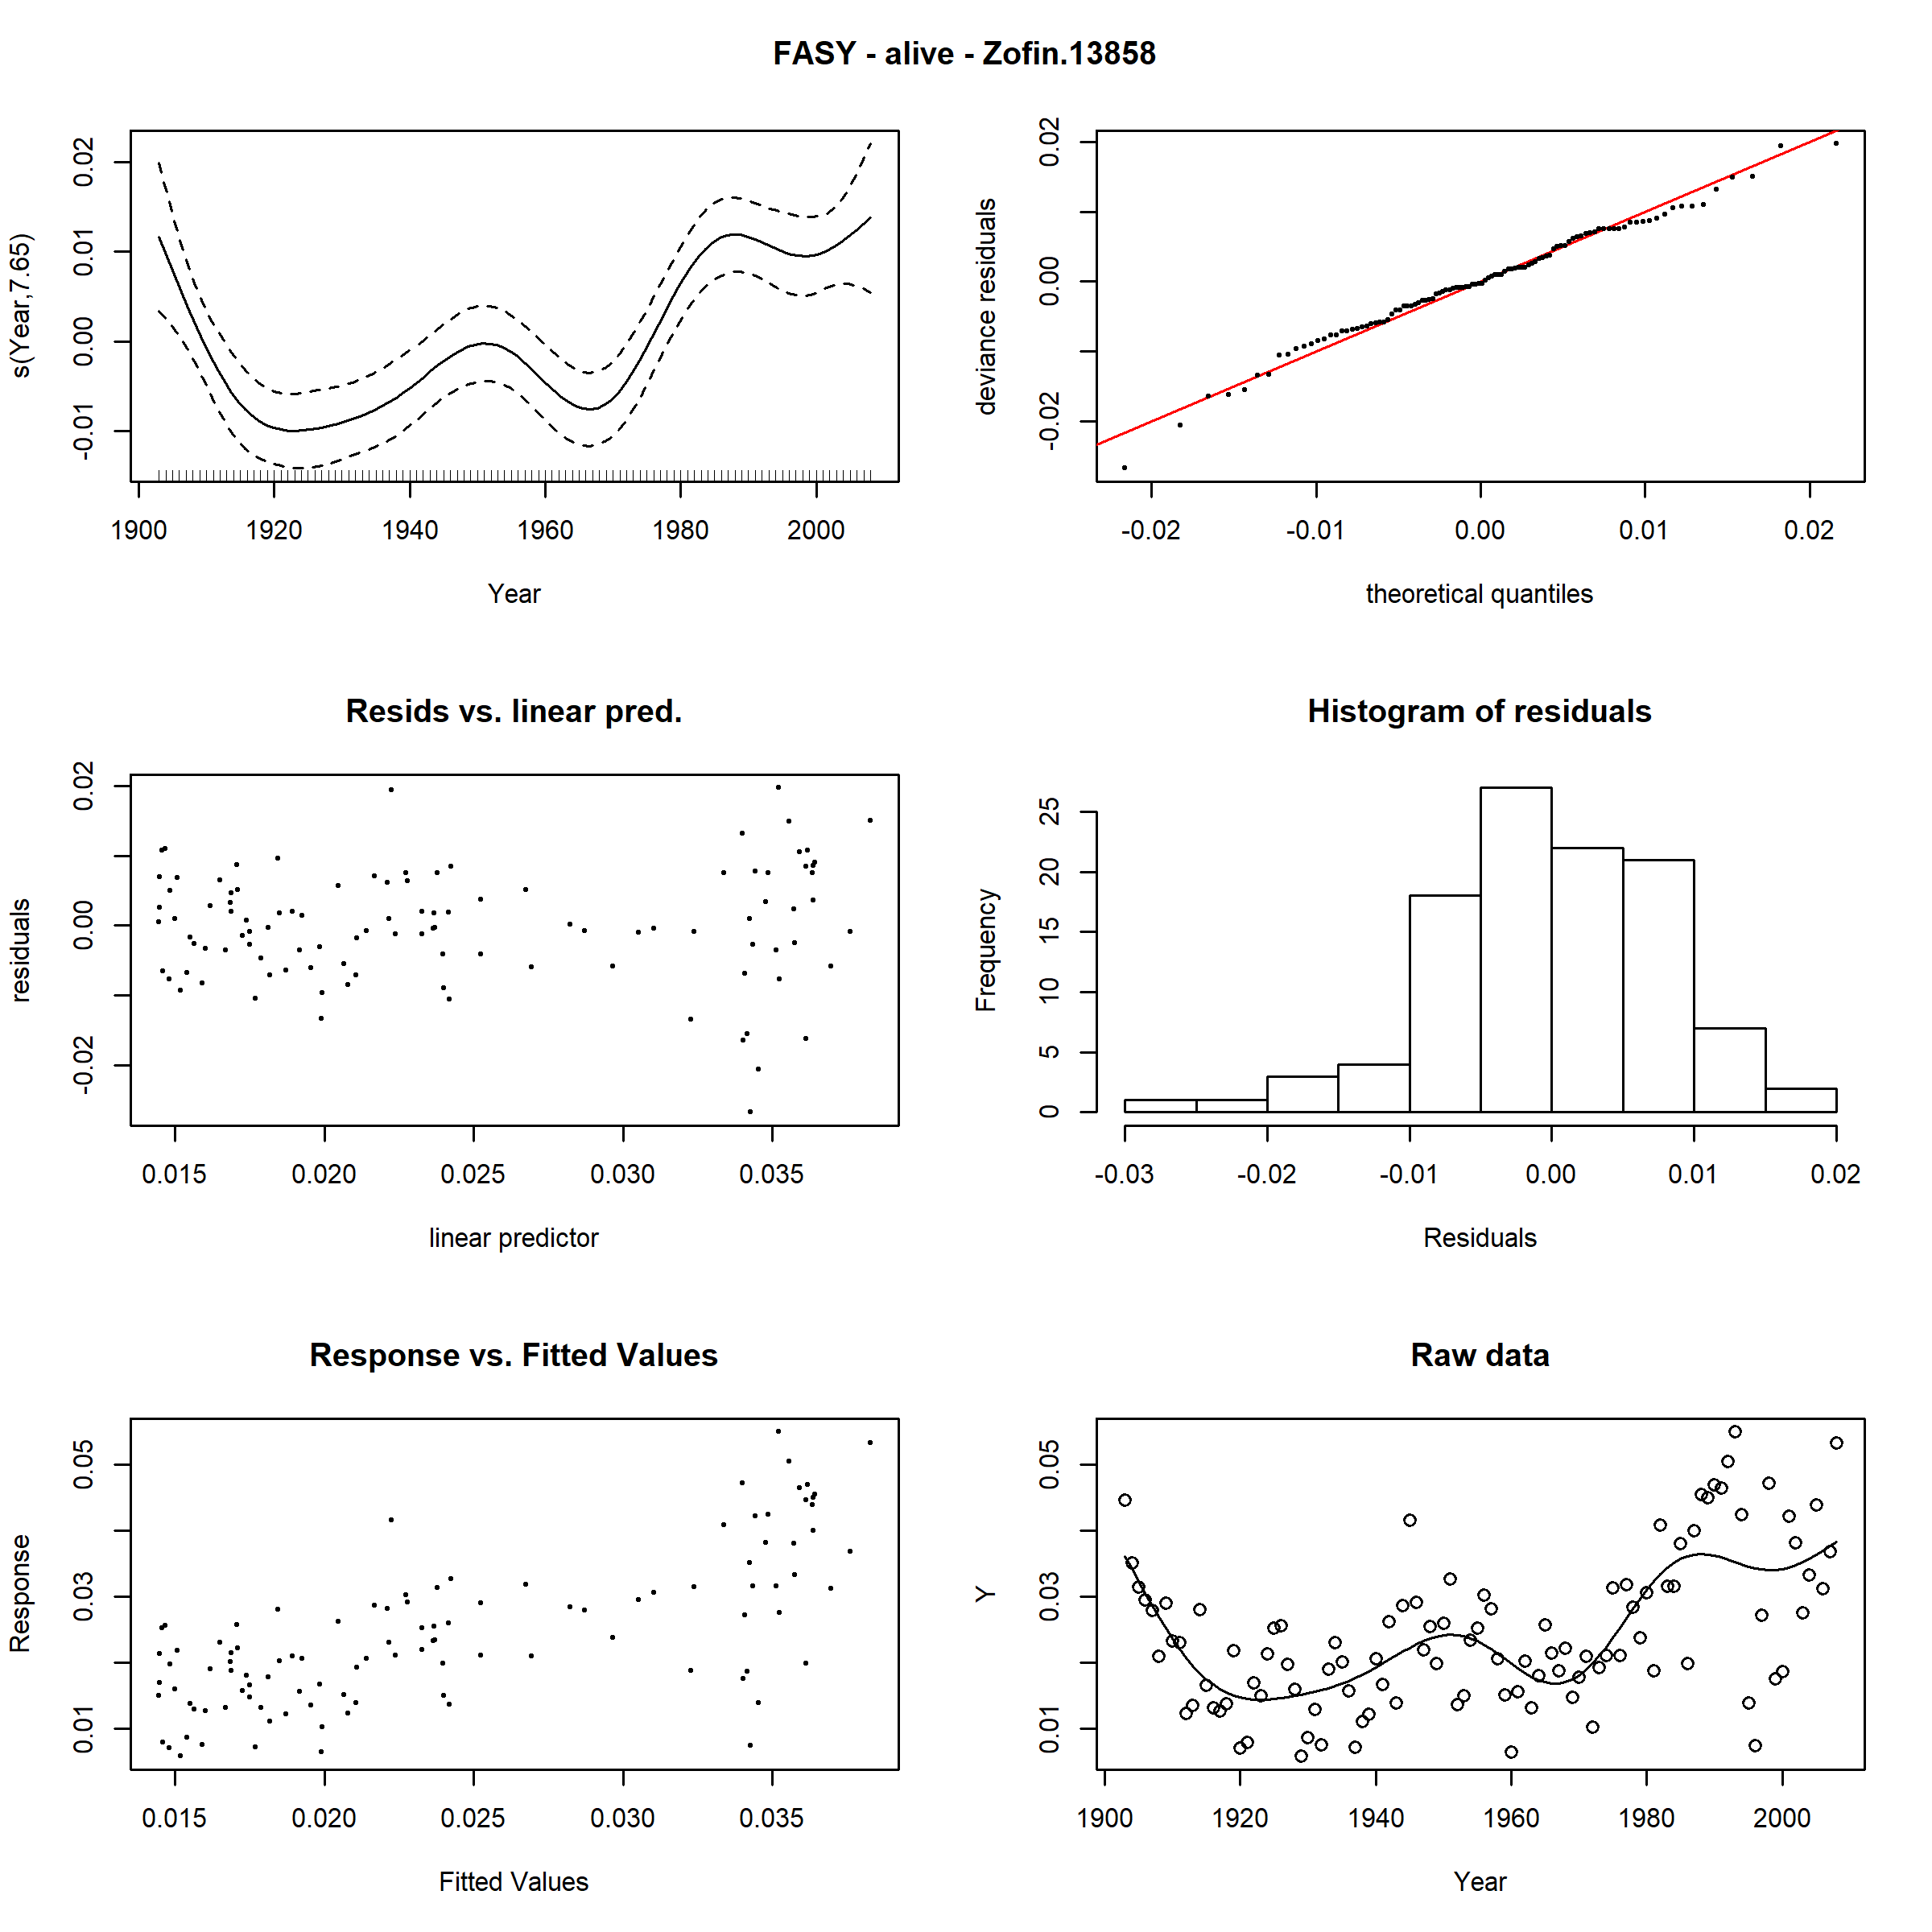 FASY - alive - Zofin.13858
s(Year,7.65)
-0.01 0.00 0.01 0.02
1900 1920 1940 1960 1980 2000
Year
deviance residuals
-0.02 0.00 0.02
-0.02 -0.01 0.00 0.01 0.02
theoretical quantiles
Resids vs. linear pred.
residuals
-0.02 0.00 0.02
0.015 0.020 0.025 0.030 0.035
linear predictor
Histogram of residuals
Frequency
0 5 10 15 20 25
-0.03 -0.02 -0.01 0.00 0.01 0.02
Residuals
Response vs. Fitted Values
Response
0.01 0.03 0.05
0.015 0.020 0.025 0.030 0.035
Fitted Values
Raw data
Y
0.01 0.03 0.05
1900 1920 1940 1960 1980 2000
Year